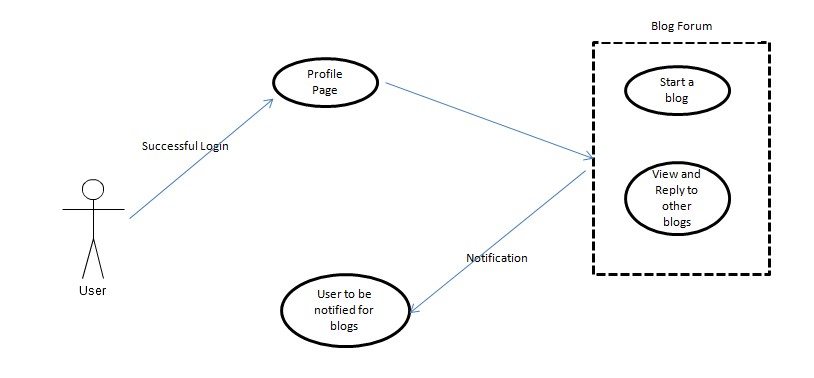 Blog Forum
Profile
Page
Start a
blog
Successful Login
View and
Reply to
other
blogs
Notification
User
User to be
notified for
blogs